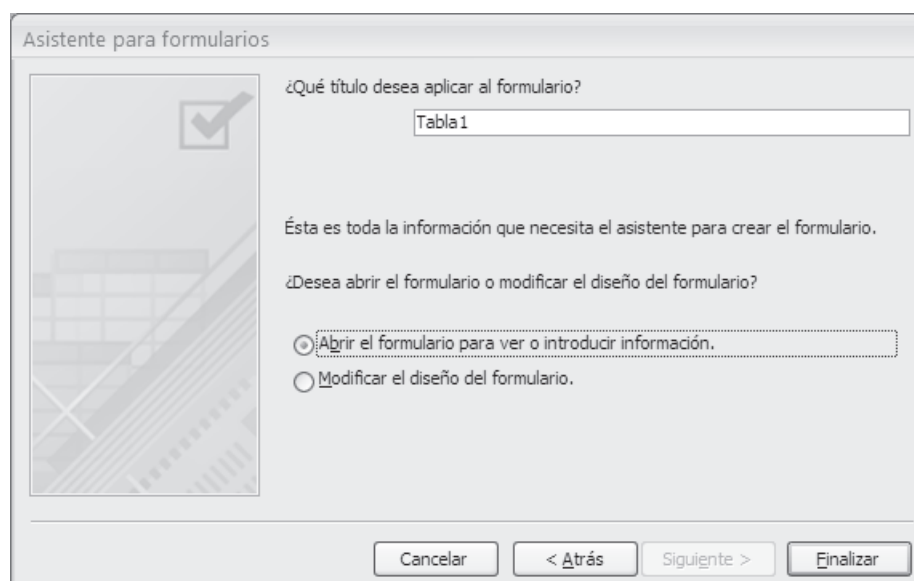 Asistente para formularios
¿Qué título desea aplicar al formulario?
Tabla1
Ésta es toda la información que necesita el asistente para crear el formulario.
¿Desea abrir el formulario o modificar el diseño del formulario?
Abrir el formulario para ver o introducir información.
Modificar el diseño del formulario.
Cancelar < Atrás Siguiente > Finalizar